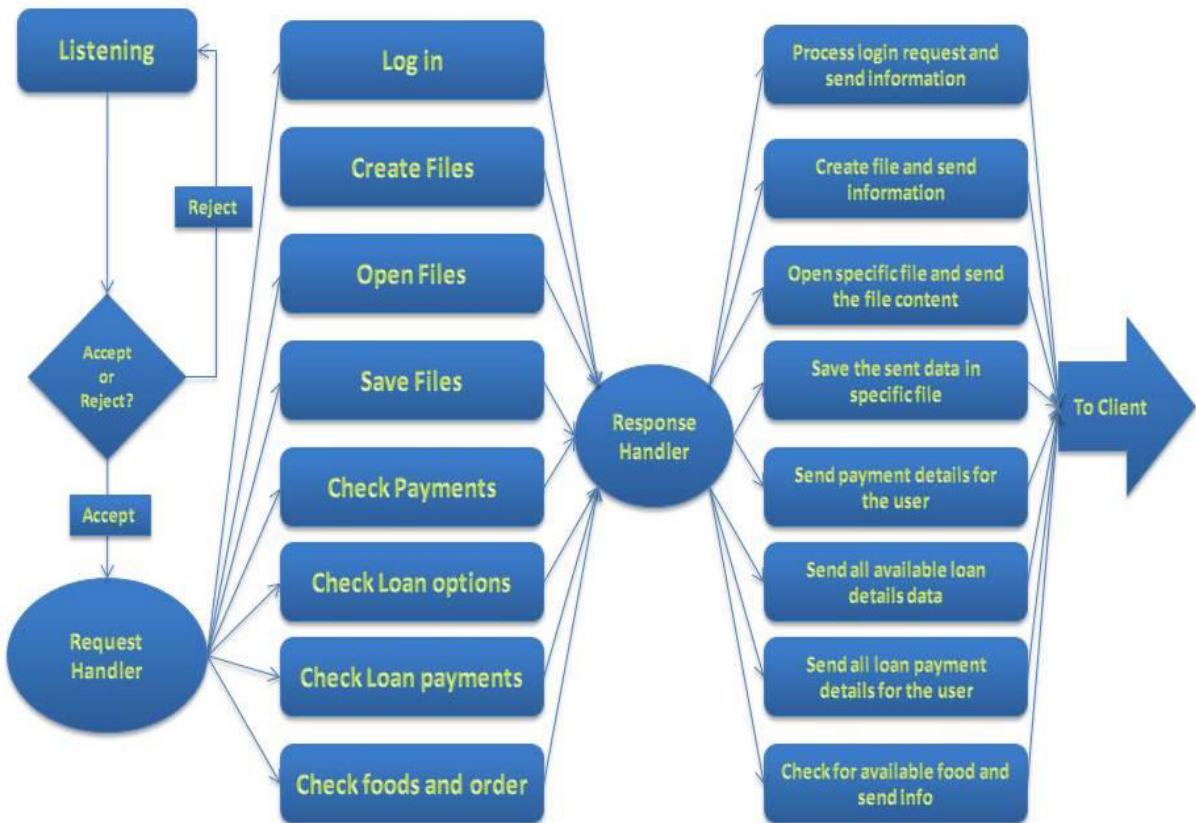 Listening
Reject
Accept
or
Reject?
Accept
Request
Handler
Log in
Create Files
Open Files
Save Files
Check Payments
Check Loan options
Check Loan payments
Check foods and order
Response
Handler
Process login request and
send information
Create file and send
information
Open specific file and send
the file content
Save the sent data in
specific file
Send payment details for
the user
Send all available loan
details data
Send all loan payment
details for the user
Check for available food and
send info
To Client